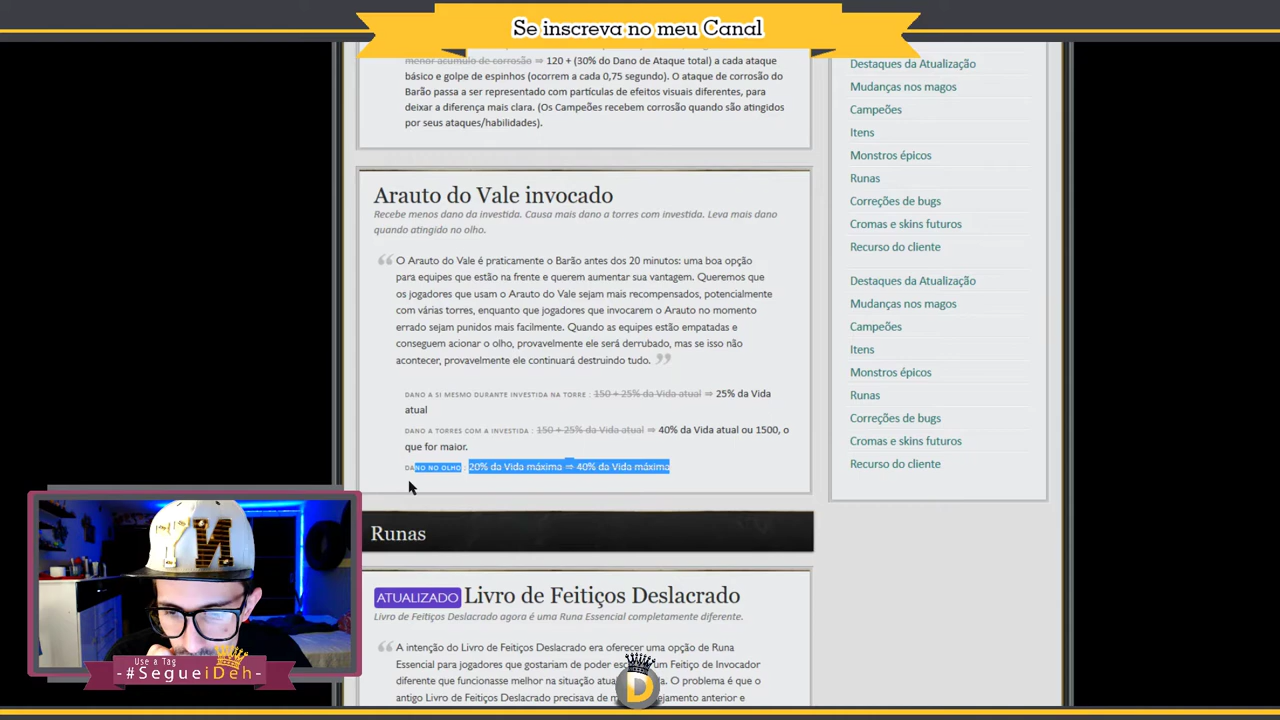 Se inscreva no meu Canal
menor acúmulo de corrosão ⇒ 120 + (30% do Dano de Ataque total) a cada ataque
básico e golpe de espinhos (ocorrem a cada 0,75 segundo). O ataque de corrosão do
Barão passa a ser representado com partículas de efeitos visuais diferentes, para
deixar a diferença mais clara. (Os Campeões recebem corrosão quando são atingidos
por seus ataques/habilidades).
Arauto do Vale invocado
Recebe menos dano da investida. Causa mais dano a torres com investida. Leva mais dano
quando atingido no olho.
“ O Arauto do Vale é praticamente o Barão antes dos 20 minutos: uma boa opção
para equipes que estão na frente e querem aumentar sua vantagem. Queremos que
os jogadores que usam o Arauto do Vale sejam mais recompensados, potencialmente
com várias torres, enquanto que jogadores que invocarem o Arauto no momento
errado sejam punidos mais facilmente. Quando as equipes estão empatadas e
conseguem acionar o olho, provavelmente ele será derrubado, mas se isso não
acontecer, provavelmente ele continuará destruindo tudo. ”
DANO A SI MESMO DURANTE INVESTIDA NA TORRE : 150 + 25% da Vida atual ⇒ 25% da Vida
atual
DANO A TORRES COM A INVESTIDA : 150 + 25% da Vida atual ⇒ 40% da Vida atual ou 1500, o
que for maior.
DANO NO OLHO : 20% da Vida máxima ⇒ 40% da Vida máxima
Runas
ATUALIZADO Livro de Feitiços Deslacrado
Livro de Feitiços Deslacrado agora é uma Runa Essencial completamente diferente.
“ A intenção do Livro de Feitiços Deslacrado era oferecer uma opção de Runa
Essencial para jogadores que gostariam de poder es um Feitiço de Invocador
diferente que funcionasse melhor na situação atua da. O problema é que o
antigo Livro de Feitiços Deslacrado precisava de m ejamento anterior e
Destaques da Atualização
Mudanças nos magos
Campeões
Itens
Monstros épicos
Runas
Correções de bugs
Cromas e skins futuros
Recurso do cliente
Destaques da Atualização
Mudanças nos magos
Campeões
Itens
Monstros épicos
Runas
Correções de bugs
Cromas e skins futuros
Recurso do cliente
YN
Use a Tag
-#SegueiDeh-
D